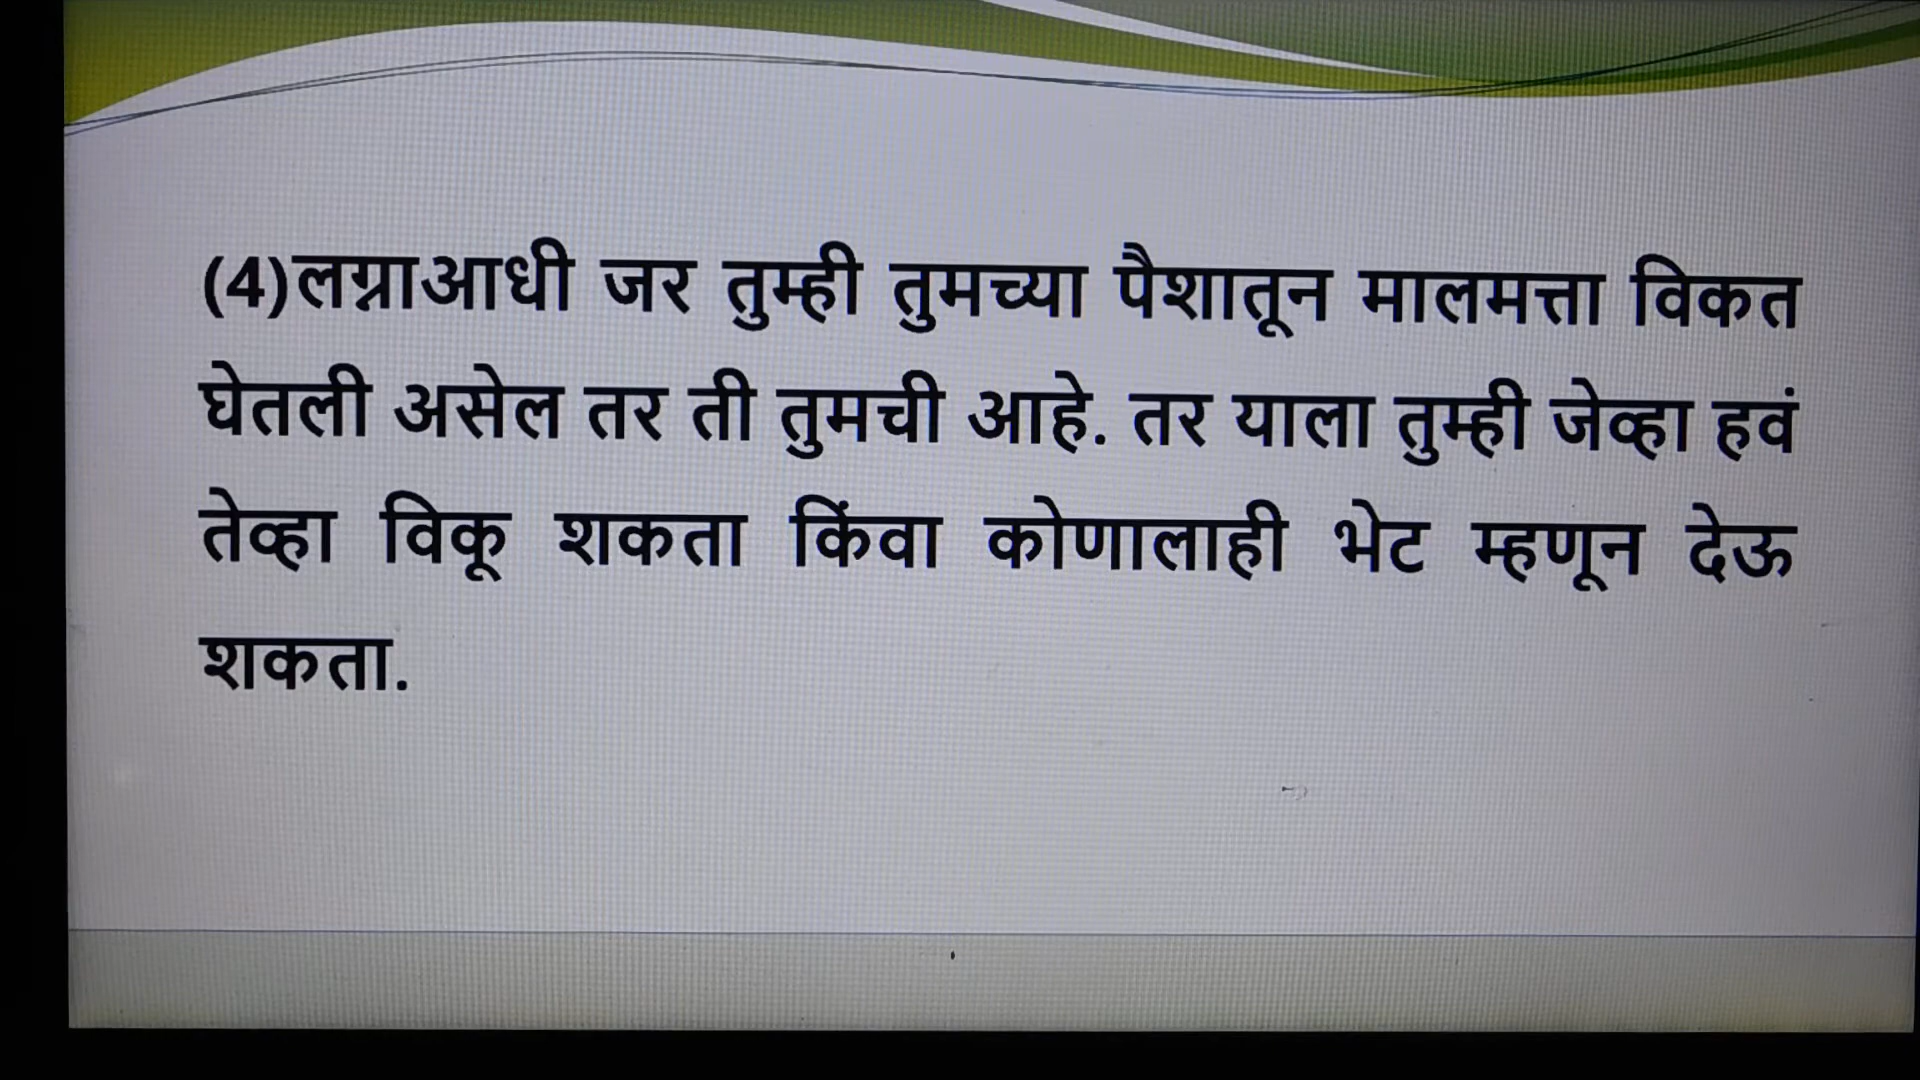 (4)लग्नाआधी जर तुम्ही तुमच्या पैशातून मालमत्ता विकत
घेतली असेल तर ती तुमची आहे. तर याला तुम्ही जेव्हा हवं
तेव्हा विकू शकता किंवा कोणालाही भेट म्हणून देऊ
शकता.